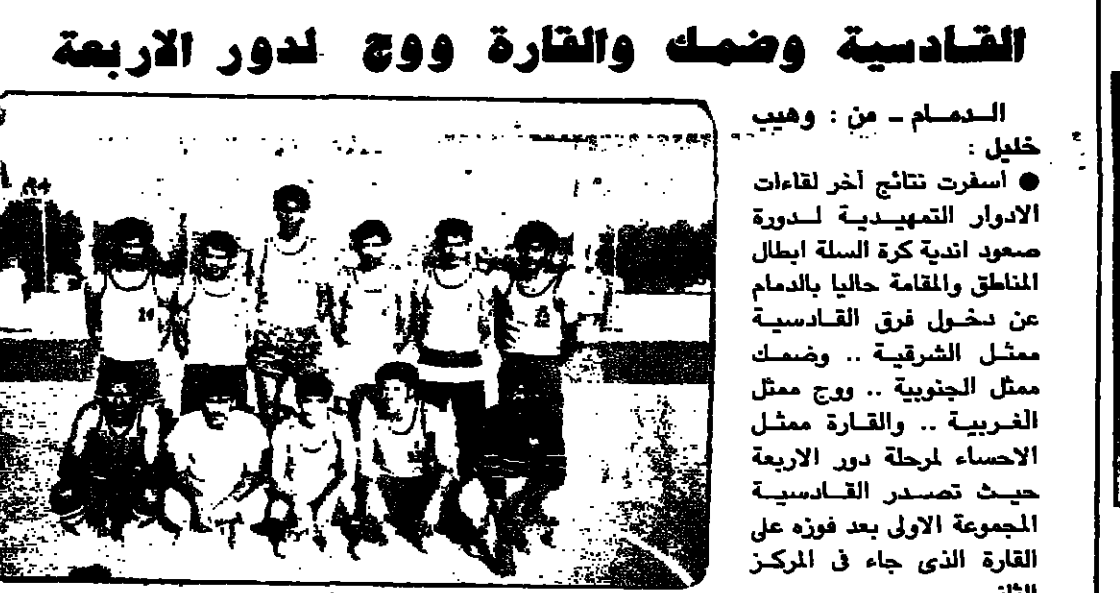 القادسية وضمك والقارة ووج لدور الاربعة
الدمام - من : وهيب
خليل :
● أسفرت نتائج آخر لقاءات
الادوار التمهيدية لدورة
صعود اندية كرة السلة ابطال
المناطق والمقامة حاليا بالدمام
عن دخول فرق القادسية
ممثل الشرقية .. وضمك
ممثل الجنوبية .. ووج ممثل
الغربية .. والقارة ممثل
الاحساء لمرحلة دور الاربعة
حيث تصدر القادسية
المجموعة الاولى بعد فوزه على
القارة الذى جاء فى المركز